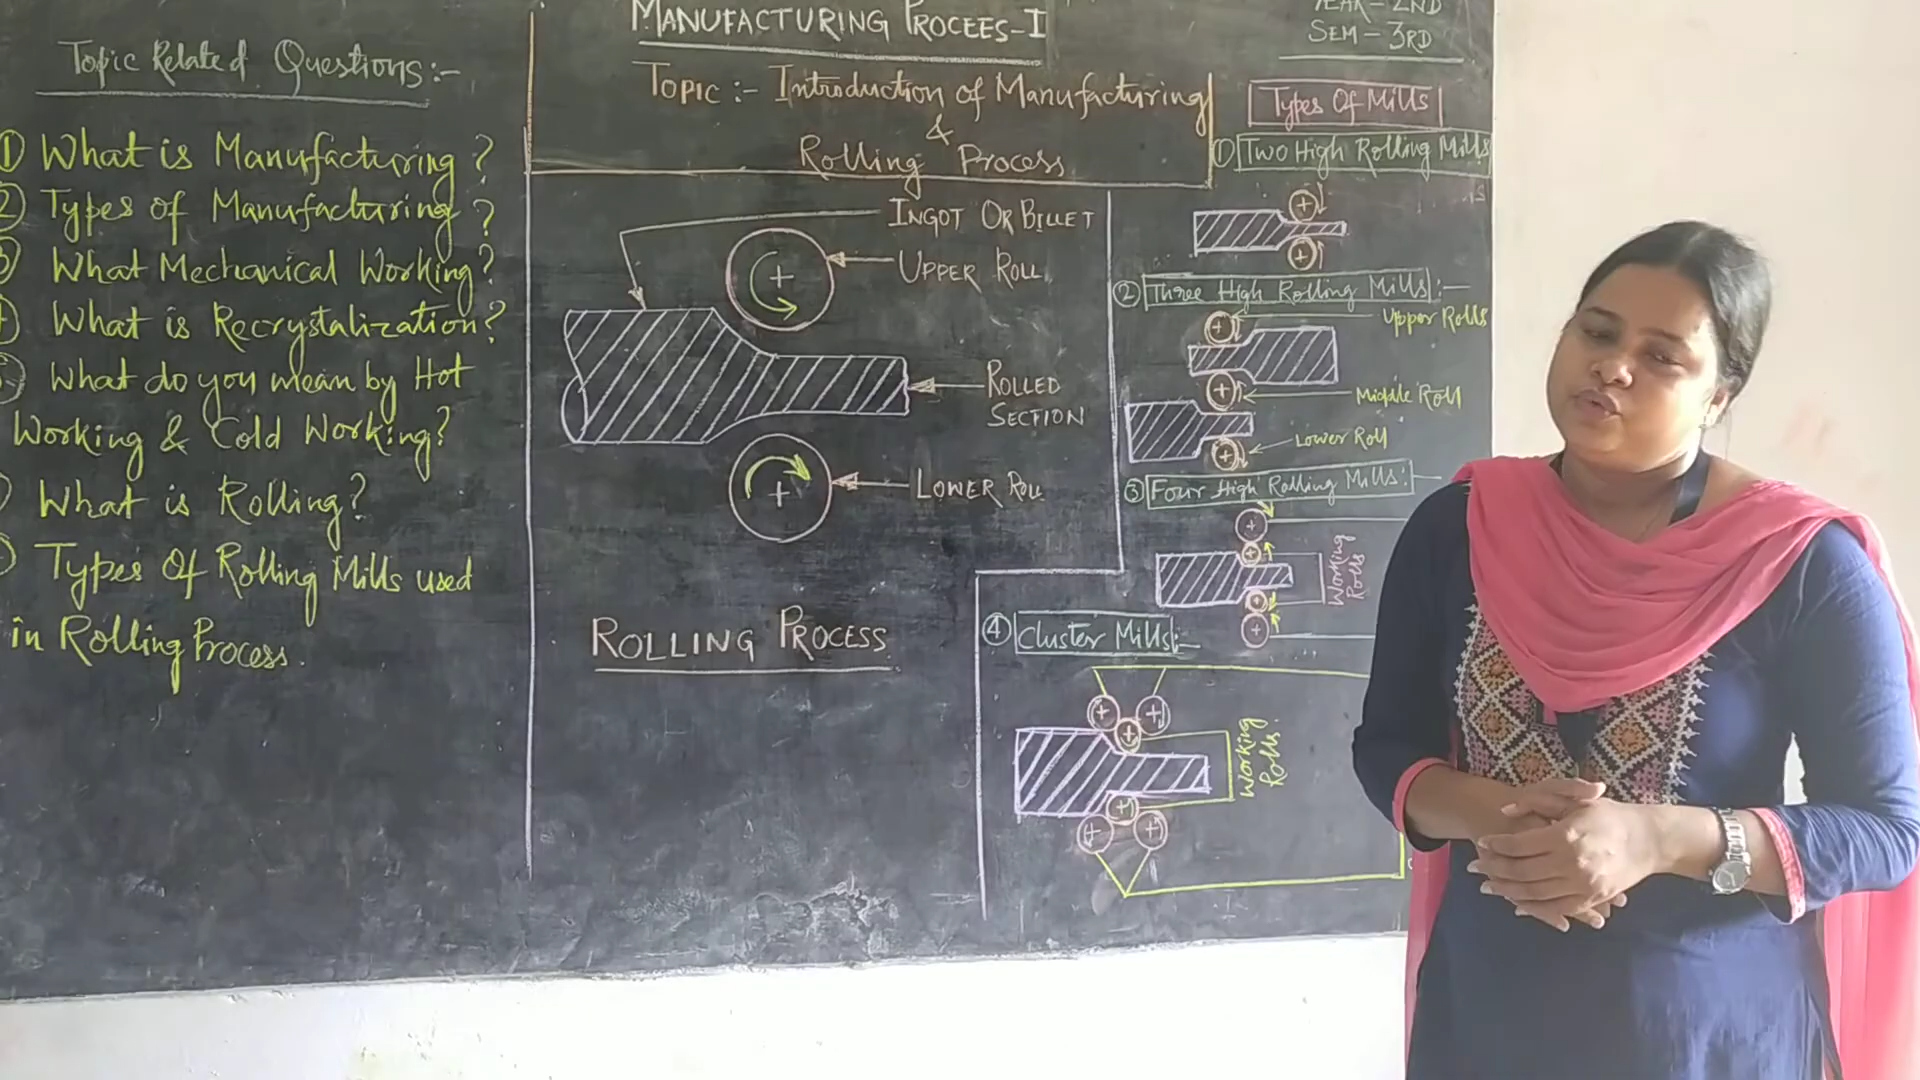 Topic Related Questions:-
① What is Manufacturing?
② Types of Manufacturing?
What Mechanical Working?
What is Recrystalization?
What do you mean by Hot
Working & Cold Working?
What is Rolling?
Types Of Rolling Mills used
in Rolling Process.
MANUFACTURING PROCEES-I
TOPIC:- Introduction of Manufacturing
&
Rolling Process
INGOT OR BILLET
UPPER ROLL
ROLLED
SECTION
LOWER ROLL
ROLLING PROCESS
YEAR-2ND
SEM-3RD
Types Of Mills
① Two High Rolling Mills
② Three High Rolling Mills:-
Upper Rolls
Middle Roll
Lower Roll
③ Four High Rolling Mills:-
Working
Rolls
④ Cluster Mills:-
Working
Rolls.